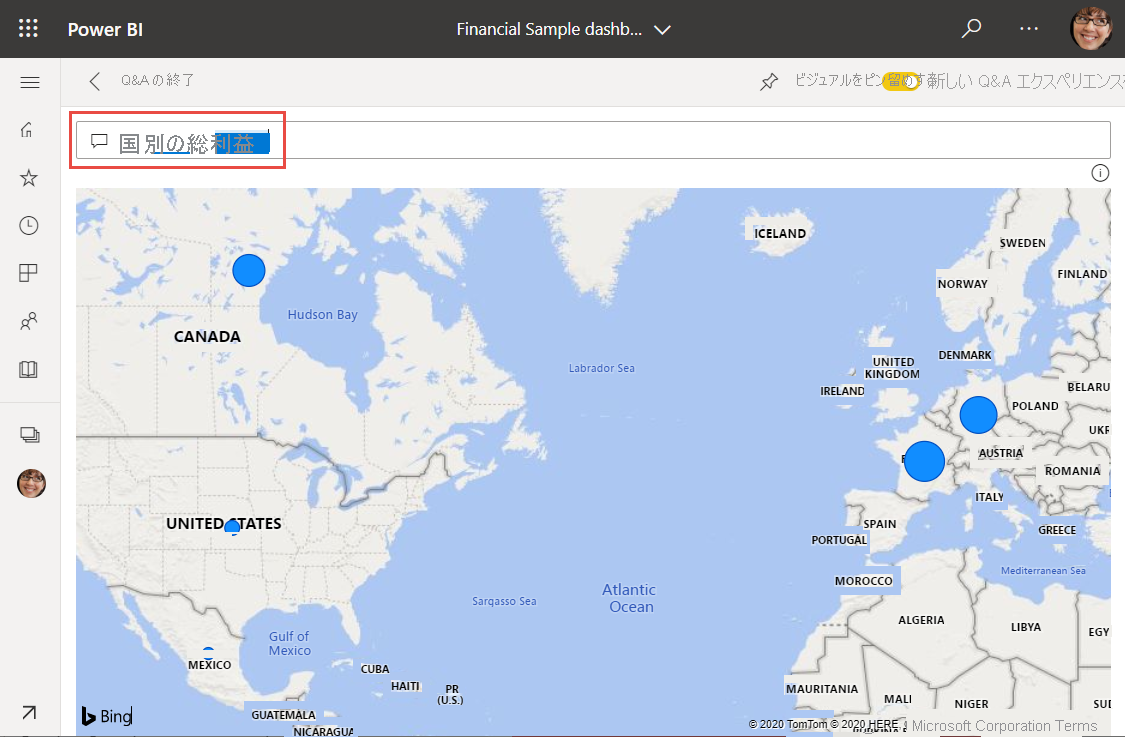 Power BI
Financial Sample dashb...
Q&Aの終了
ビジュアルをピン留めす
新しい Q&A エクスペリエンスを
国別の総利益
ICELAND
SWEDEN
FINLAND
NORWAY
Hudson Bay
CANADA
DENMARK
UNITED
KINGDOM
Labrador Sea
IRELAND
BELARU
POLAND
UKR
AUSTRIA
ROMANIA
ITALY
UNITED STATES
SPAIN
GREECE
PORTUGAL
Mediterranean Sea
MOROCCO
Atlantic
Ocean
Sargasso Sea
ALGERIA
LIBYA
EGY
Gulf of
Mexico
MEXICO
CUBA
HAITI
PR
(U.S.)
MAURITANIA
MALI
NIGER
SUD
GUATEMALA
NICARAGUA
Bing
© 2020 TomTom © 2020 HERE,
Microsoft Corporation Terms